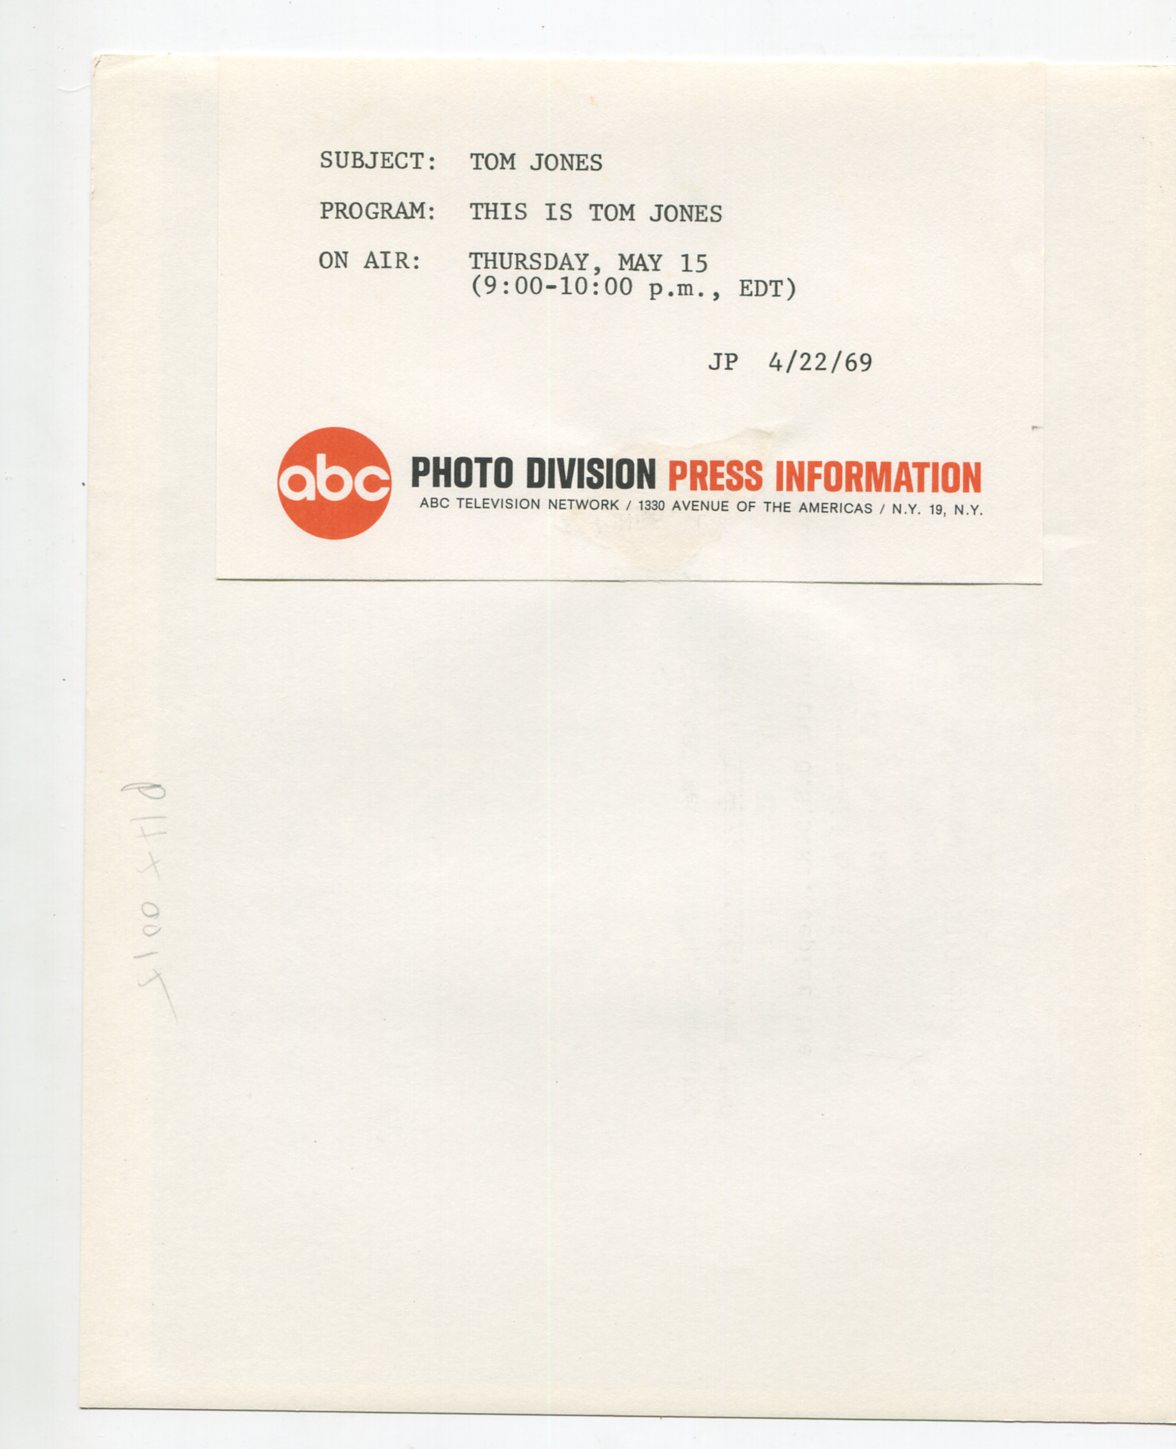 SUBJECT: TOM JONES
PROGRAM: THIS IS TOM JONES
ON AIR: THURSDAY, MAY 15
(9:00-10:00 p.m., EDT)
JP 4/22/69
abc PHOTO DIVISION PRESS INFORMATION
ABC TELEVISION NETWORK / 1330 AVENUE OF THE AMERICAS / N.Y. 19, N.Y.